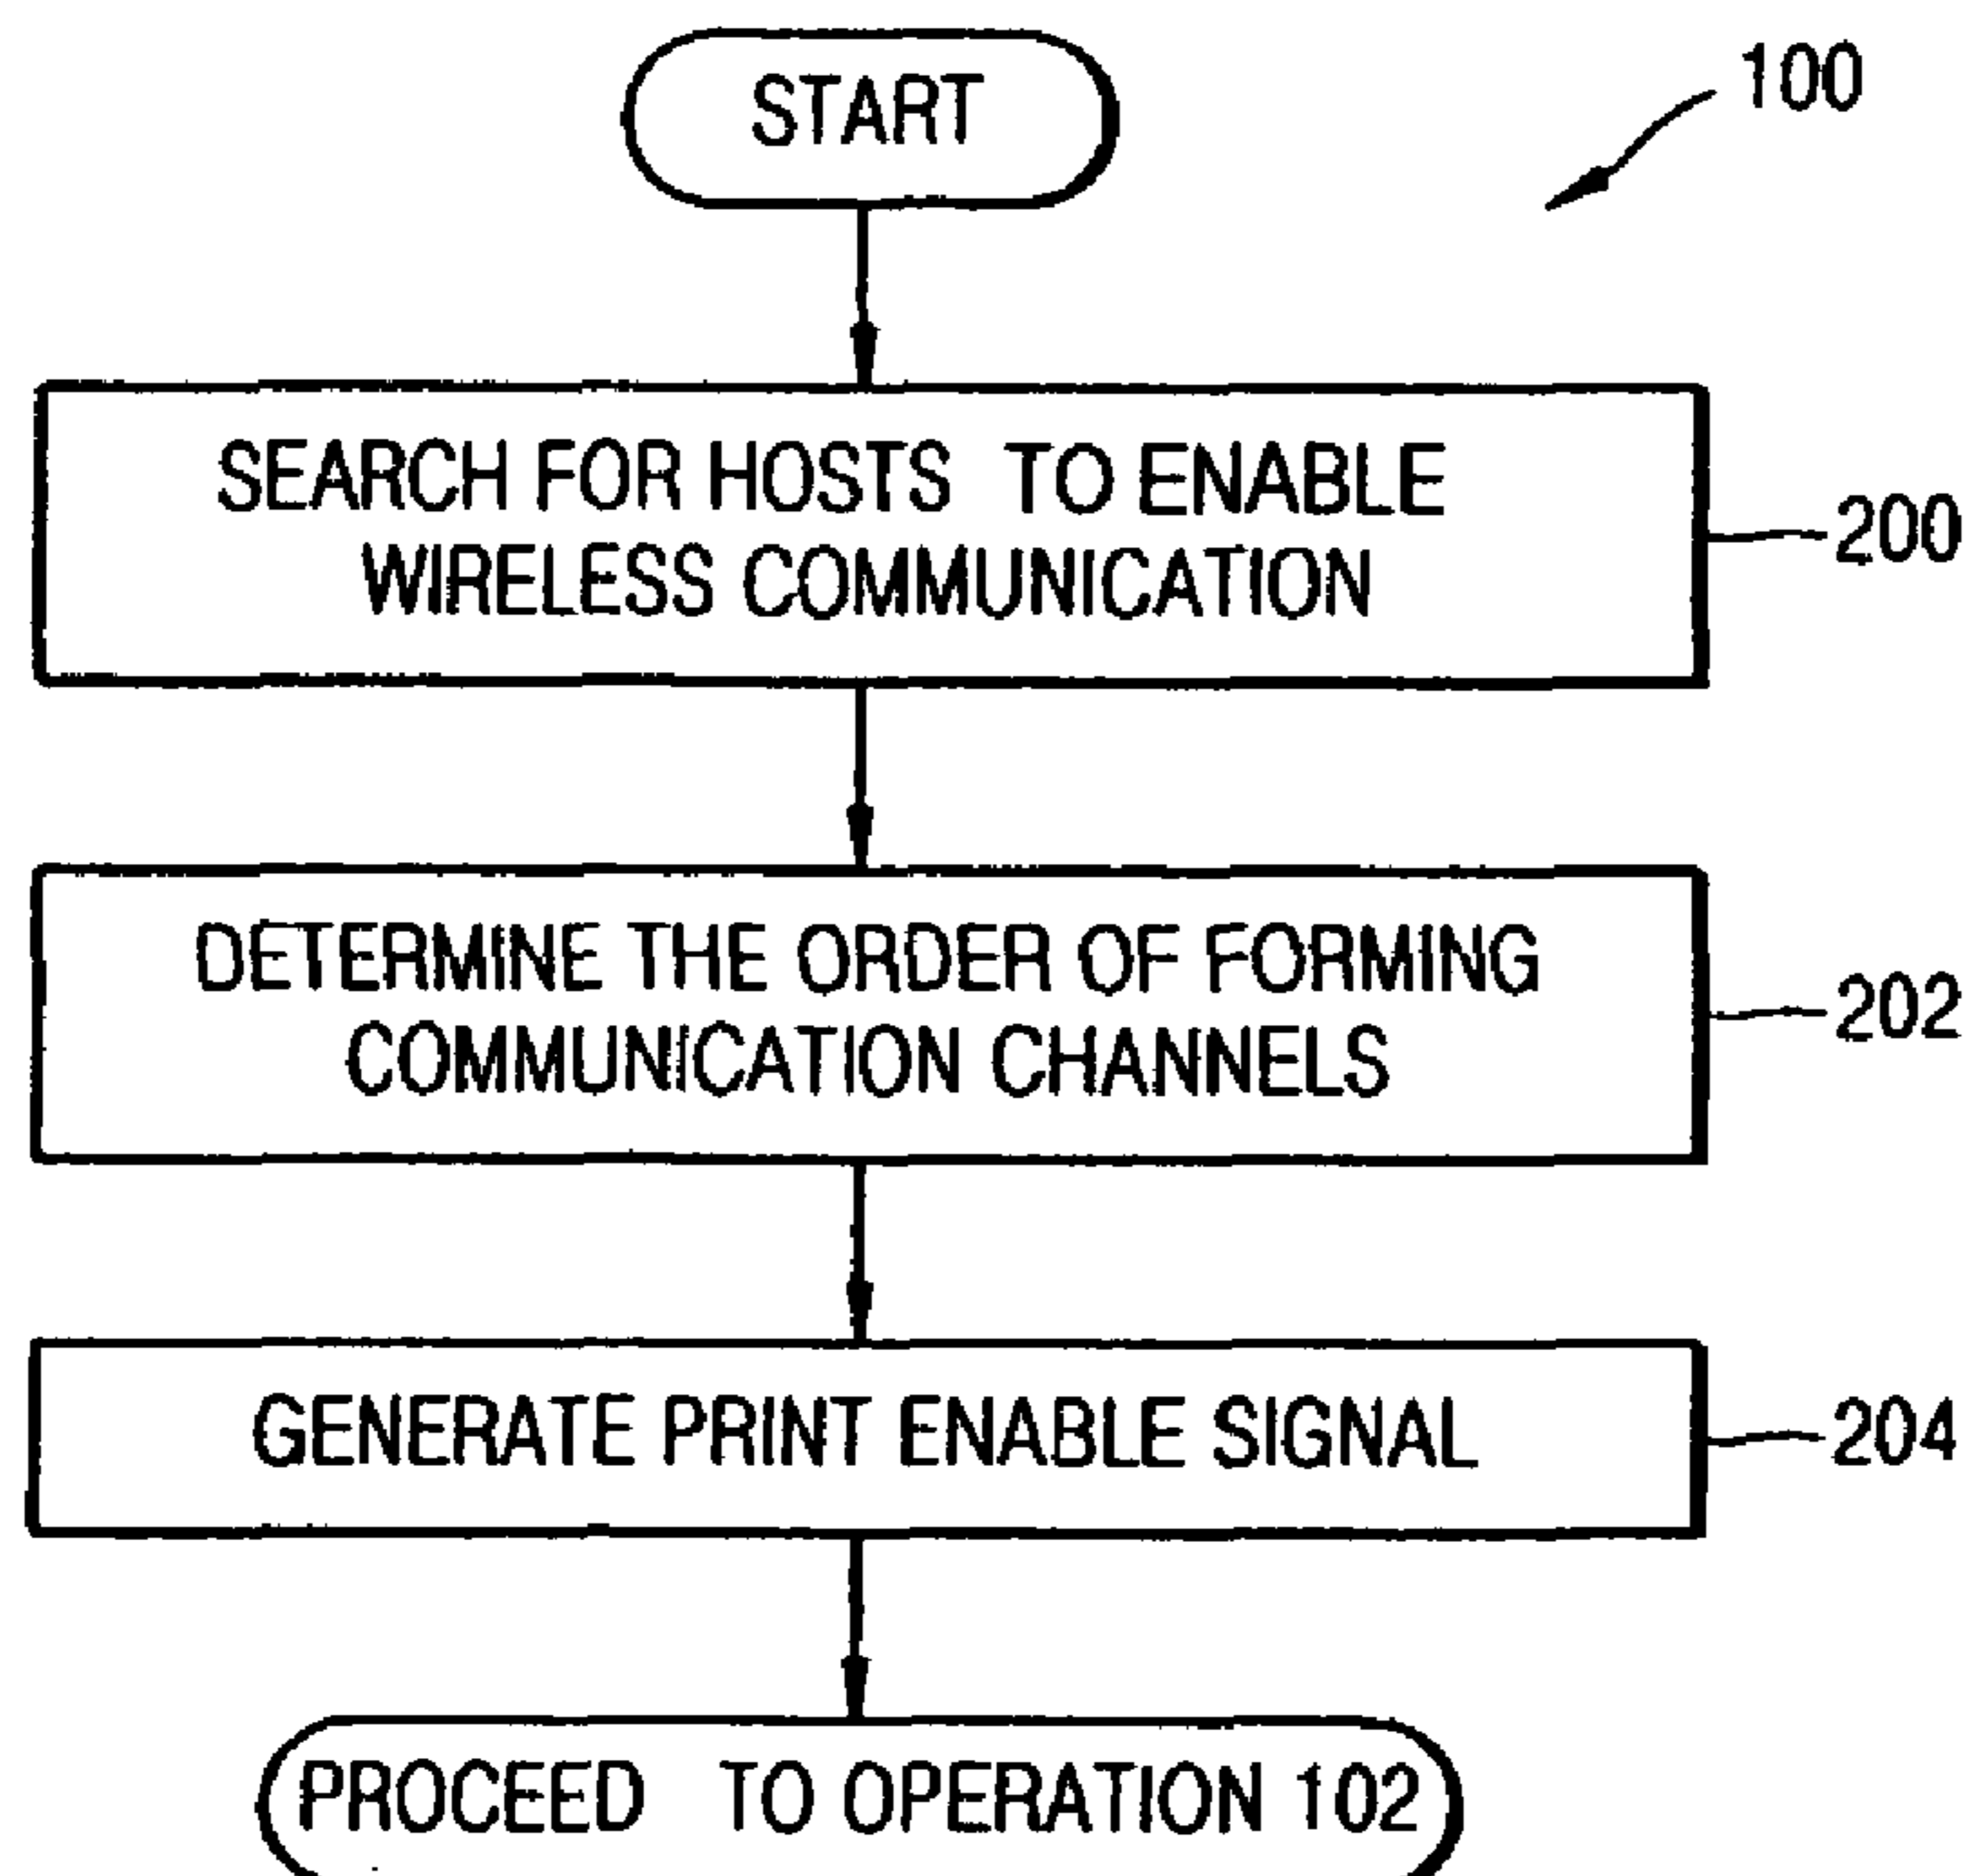 START
100
SEARCH FOR HOSTS TO ENABLE
WIRELESS COMMUNICATION
200
DETERMINE THE ORDER OF FORMING
COMMUNICATION CHANNELS
202
GENERATE PRINT ENABLE SIGNAL
204
PROCEED TO OPERATION 102